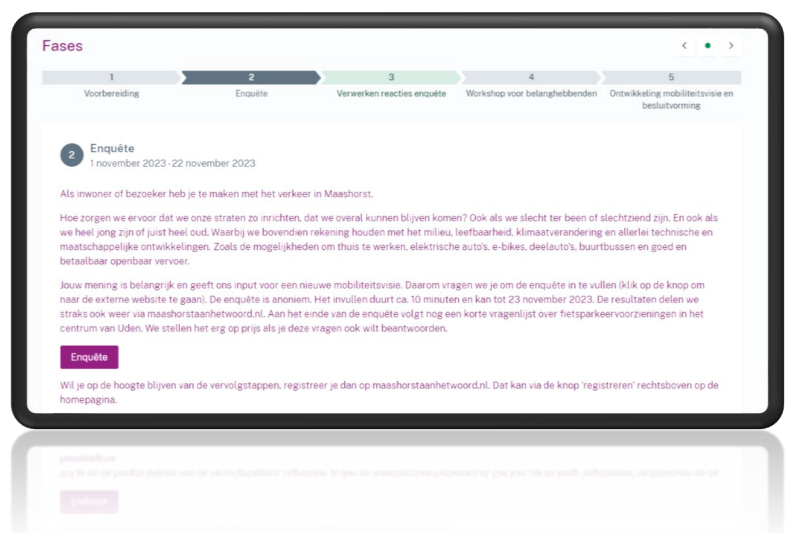 Fases
1
2
3
4
5
Voorbereiding
Enquête
Verwerken reacties enquête
Workshop voor belanghebbenden
Ontwikkeling mobiliteitsvisie en
besluitvorming
2
Enquête
1 november 2023 - 22 november 2023
Als inwoner of bezoeker heb je te maken met het verkeer in Maashorst.
Hoe zorgen we ervoor dat we onze straten zo inrichten, dat we overal kunnen blijven komen? Ook als we slecht ter been of slechtziend zijn. En ook als
we heel jong zijn of juist heel oud. Waarbij we bovendien rekening houden met het milieu, leefbaarheid, klimaatverandering en allerlei technische en
maatschappelijke ontwikkelingen. Zoals de mogelijkheden om thuis te werken, elektrische auto's, e-bikes, deelauto's, buurtbussen en goed en
betaalbaar openbaar vervoer.
Jouw mening is belangrijk en geeft ons input voor een nieuwe mobiliteitsvisie. Daarom vragen we je om de enquête in te vullen (klik op de knop om
naar de externe website te gaan). De enquête is anoniem. Het invullen duurt ca. 10 minuten en kan tot 23 november 2023. De resultaten delen we
straks ook weer via maashorstaanhetwoord.nl. Aan het einde van de enquête volgt nog een korte vragenlijst over fietsparkeervoorzieningen in het
centrum van Uden. We stellen het erg op prijs als je deze vragen ook wilt beantwoorden.
Enquête
Wil je op de hoogte blijven van de vervolgstappen, registreer je dan op maashorstaanhetwoord.nl. Dat kan via de knop 'registreren' rechtsboven op de
homepagina.